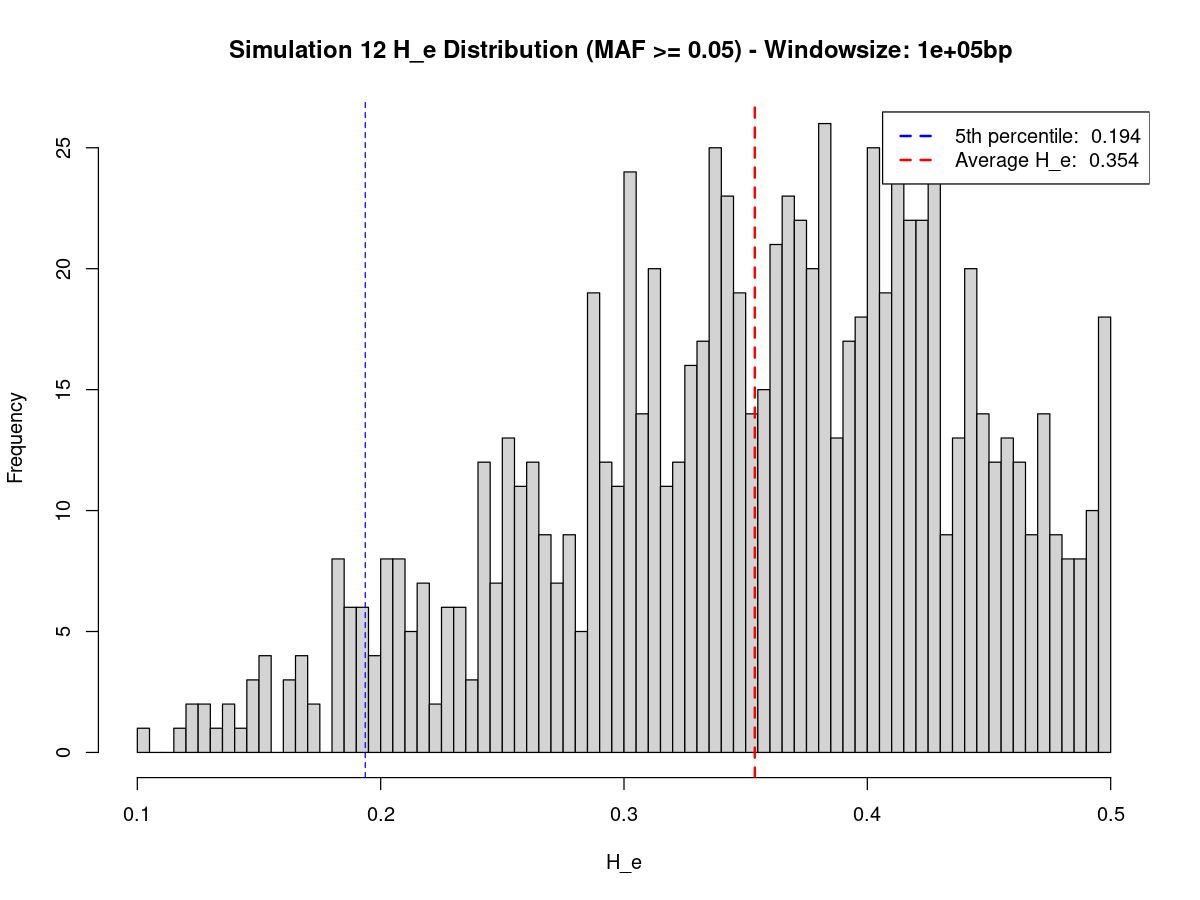 Simulation 12 H_e Distribution (MAF >= 0.05) - Windowsize: 1e+05bp
5th percentile:  0.194
Average H_e:  0.354
Frequency
25
20
15
10
5
0
0.1 0.2 0.3 0.4 0.5
H_e